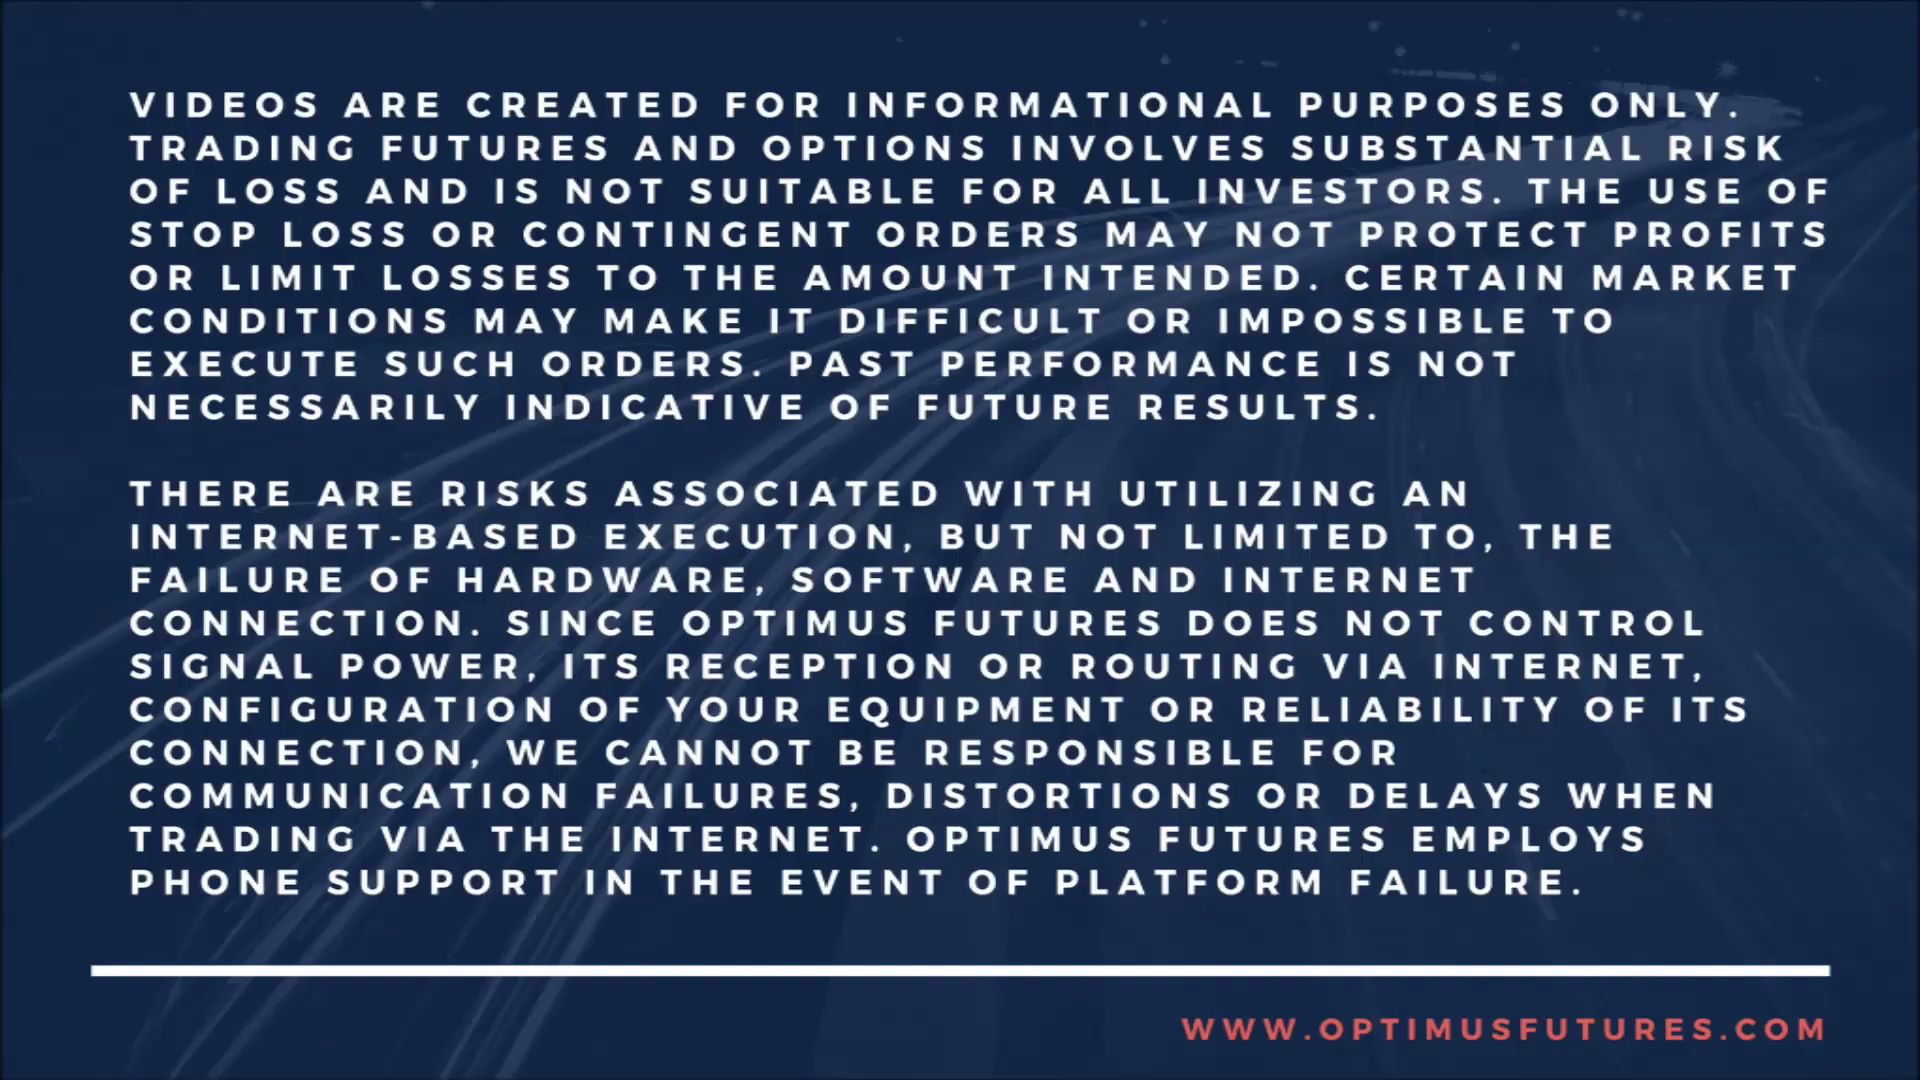 VIDEOS ARE CREATED FOR INFORMATIONAL PURPOSES ONLY.
TRADING FUTURES AND OPTIONS INVOLVES SUBSTANTIAL RISK
OF LOSS AND IS NOT SUITABLE FOR ALL INVESTORS. THE USE OF
STOP LOSS OR CONTINGENT ORDERS MAY NOT PROTECT PROFITS
OR LIMIT LOSSES TO THE AMOUNT INTENDED. CERTAIN MARKET
CONDITIONS MAY MAKE IT DIFFICULT OR IMPOSSIBLE TO
EXECUTE SUCH ORDERS. PAST PERFORMANCE IS NOT
NECESSARILY INDICATIVE OF FUTURE RESULTS.
THERE ARE RISKS ASSOCIATED WITH UTILIZING AN
INTERNET-BASED EXECUTION, BUT NOT LIMITED TO, THE
FAILURE OF HARDWARE, SOFTWARE AND INTERNET
CONNECTION. SINCE OPTIMUS FUTURES DOES NOT CONTROL
SIGNAL POWER, ITS RECEPTION OR ROUTING VIA INTERNET,
CONFIGURATION OF YOUR EQUIPMENT OR RELIABILITY OF ITS
CONNECTION, WE CANNOT BE RESPONSIBLE FOR
COMMUNICATION FAILURES, DISTORTIONS OR DELAYS WHEN
TRADING VIA THE INTERNET. OPTIMUS FUTURES EMPLOYS
PHONE SUPPORT IN THE EVENT OF PLATFORM FAILURE.
WWW.OPTIMUSFUTURES.COM